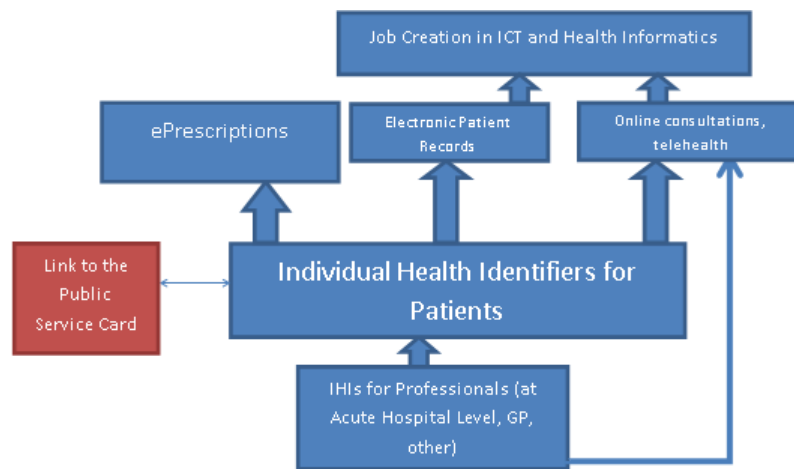 Job Creation in ICT and Health Informatics
ePrescriptions
Electronic Patient
Records
Online consultations,
telehealth
Link to the
Public
Service Card
Individual Health Identifiers for
Patients
IHIs for Professionals (at
Acute Hospital Level, GP,
other)